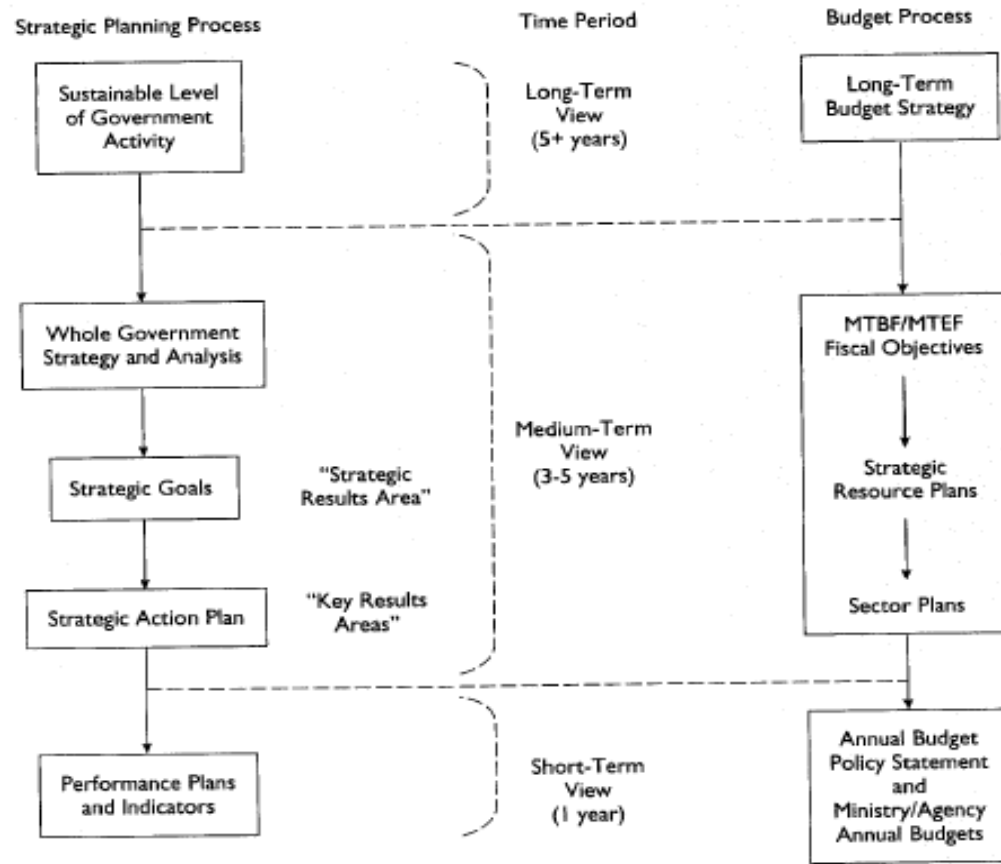 Strategic Planning Process
Time Period
Budget Process
Sustainable Level
of Government
Activity
Long-Term
View
(5+ years)
Long-Term
Budget Strategy
Whole Government
Strategy and Analysis
MTBF/MTEF
Fiscal Objectives
Strategic Goals
"Strategic
Results Area"
Medium-Term
View
(3-5 years)
Strategic
Resource Plans
Strategic Action Plan
"Key Results
Areas"
Sector Plans
Performance Plans
and Indicators
Short-Term
View
(1 year)
Annual Budget
Policy Statement
and
Ministry/Agency
Annual Budgets